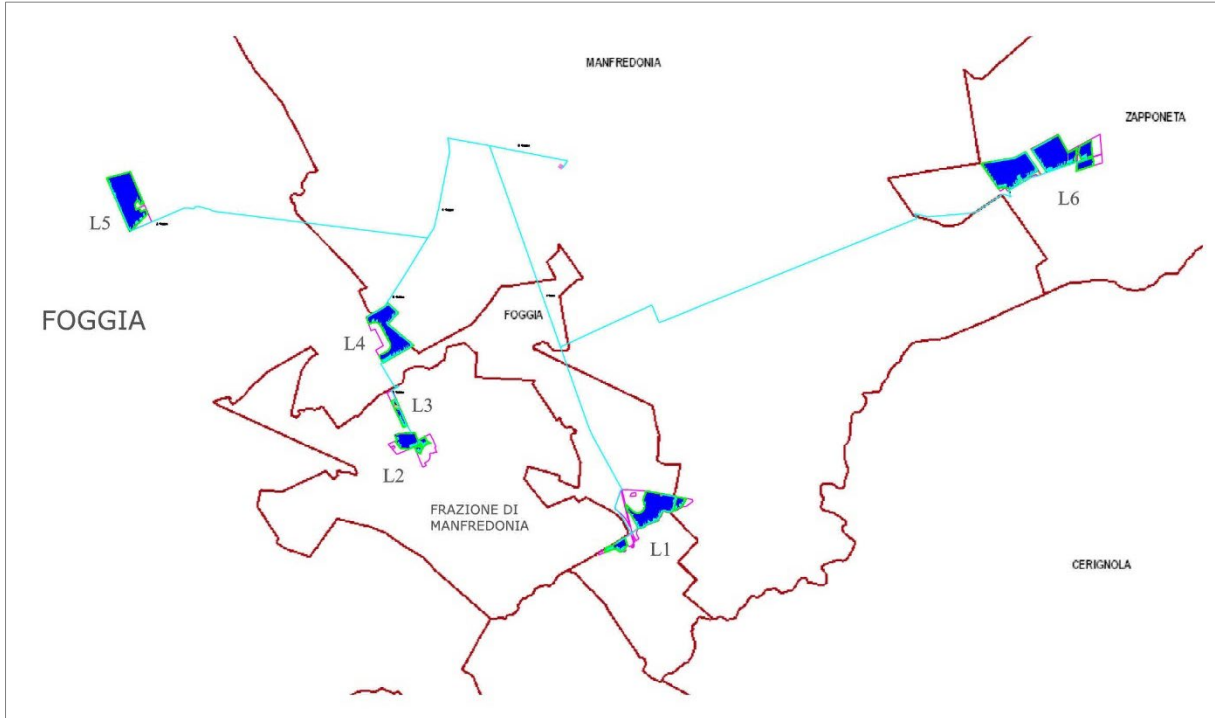 MANFREDONIA
ZAPPONETA
L5
L6
FOGGIA
FOGGIA
L4
L3
L2
FRAZIONE DI
MANFREDONIA
L1
CERIGNOLA